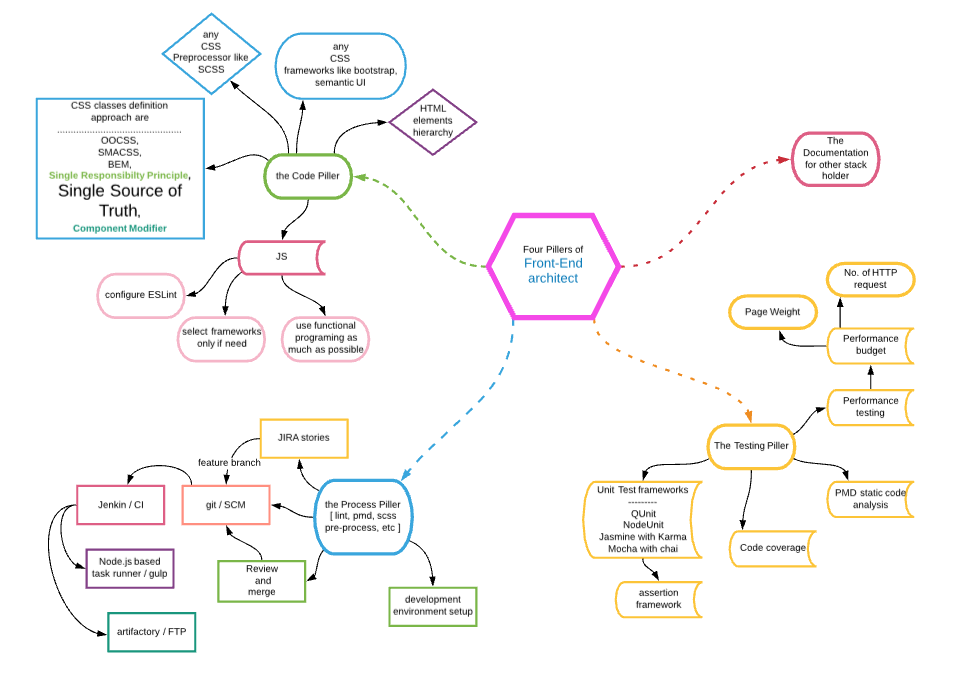 any
CSS
Preprocessor like
SCSS
any
CSS
frameworks like bootstrap,
semantic UI
HTML
elements
hierarchy
CSS classes definition
approach are
................................................
OOCSS,
SMACSS,
BEM,
Single Responsibilty Principle,
Single Source of
Truth,
Component Modifier
the Code Piller
JS
configure ESLint
select frameworks
only if need
use functional
programing as
much as possible
Four Pillers of
Front-End
architect
The
Documentation
for other stack
holder
No. of HTTP
request
Page Weight
Performance
budget
Performance
testing
The Testing Piller
Unit Test frameworks
---------
QUnit
NodeUnit
Jasmine with Karma
Mocha with chai
PMD static code
analysis
Code coverage
assertion
framework
JIRA stories
feature branch
Jenkin / CI
git / SCM
the Process Piller
[ lint, pmd, scss
pre-process, etc ]
Node.js based
task runner / gulp
Review
and
merge
development
environment setup
artifactory / FTP